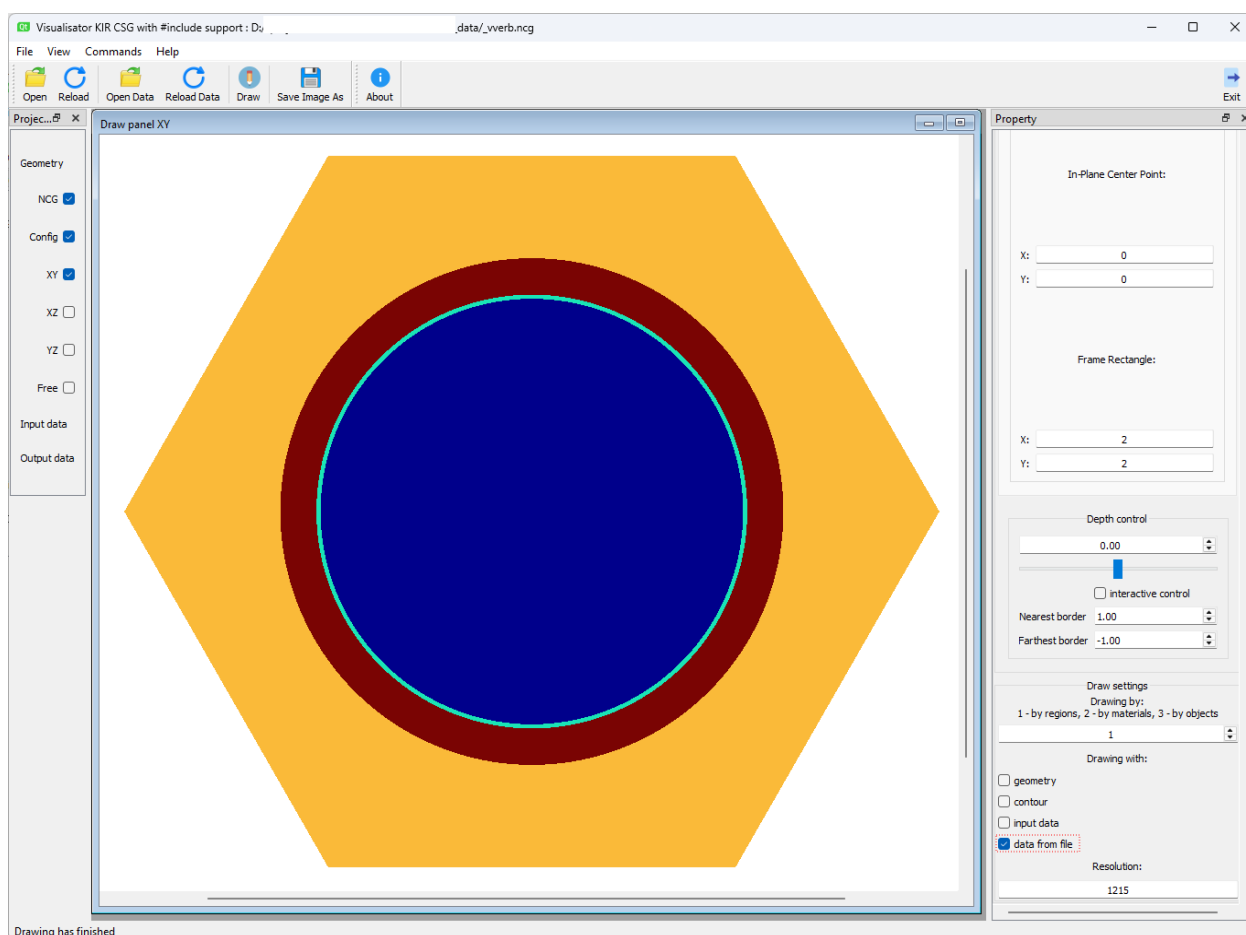 Visualisator KIR CSG with #include support : D:/ _data/_vverb.ncg
File View Commands Help
Open Reload Open Data Reload Data Draw Save Image As About Exit
Projec...
Draw panel XY
Property
Geometry
NCG
Config
XY
XZ
YZ
Free
Input data
Output data
In-Plane Center Point:
X: 0
Y: 0
Frame Rectangle:
X: 2
Y: 2
Depth control
0.00
interactive control
Nearest border 1.00
Farthest border -1.00
Draw settings
Drawing by:
1 - by regions, 2 - by materials, 3 - by objects
1
Drawing with:
geometry
contour
input data
data from file
Resolution:
1215
Drawing has finished